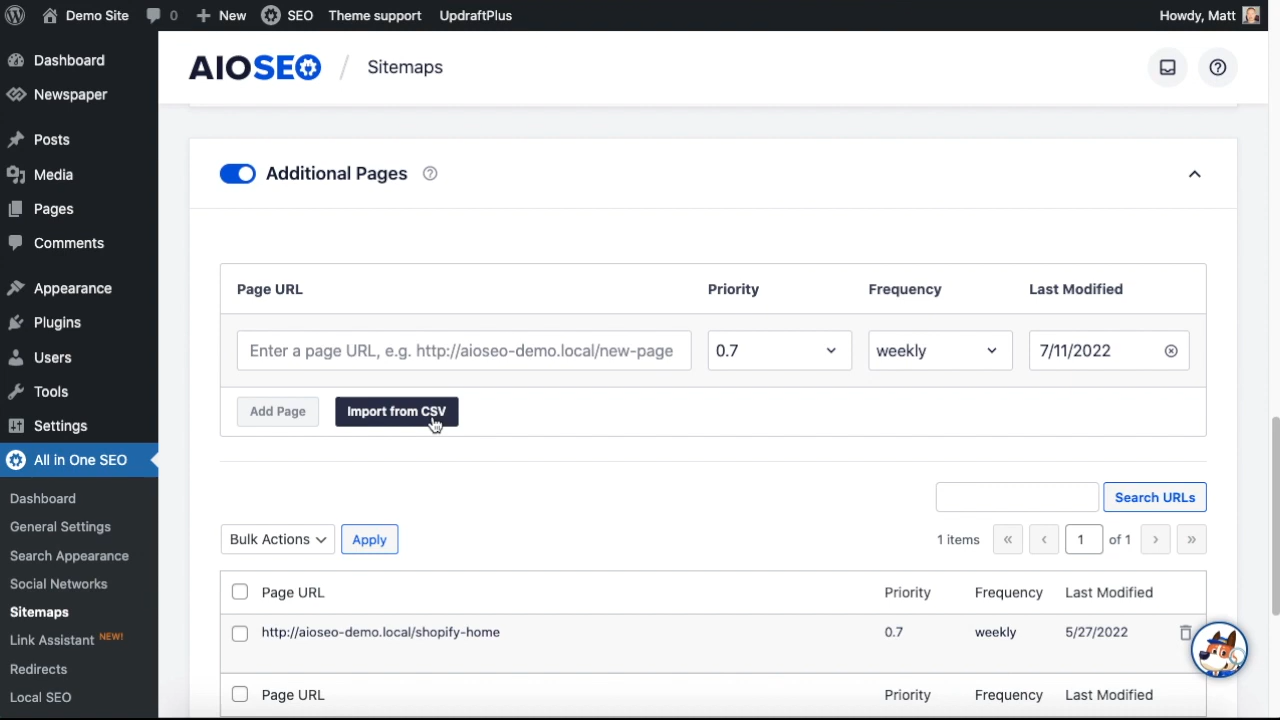 Demo Site 0 New SEO Theme support UpdraftPlus Howdy, Matt
Dashboard
Newspaper
Posts
Media
Pages
Comments
Appearance
Plugins
Users
Tools
Settings
All in One SEO
Dashboard
General Settings
Search Appearance
Social Networks
Sitemaps
Link Assistant NEW!
Redirects
Local SEO
AIOSEO / Sitemaps
Additional Pages
Page URL Priority Frequency Last Modified
Enter a page URL, e.g. http://aioseo-demo.local/new-page 0.7 weekly 7/11/2022
Add Page Import from CSV
Search URLs
Bulk Actions Apply 1 items « ‹ 1 of 1 › »
Page URL Priority Frequency Last Modified
http://aioseo-demo.local/shopify-home 0.7 weekly 5/27/2022
Page URL Priority Frequency Last Modified